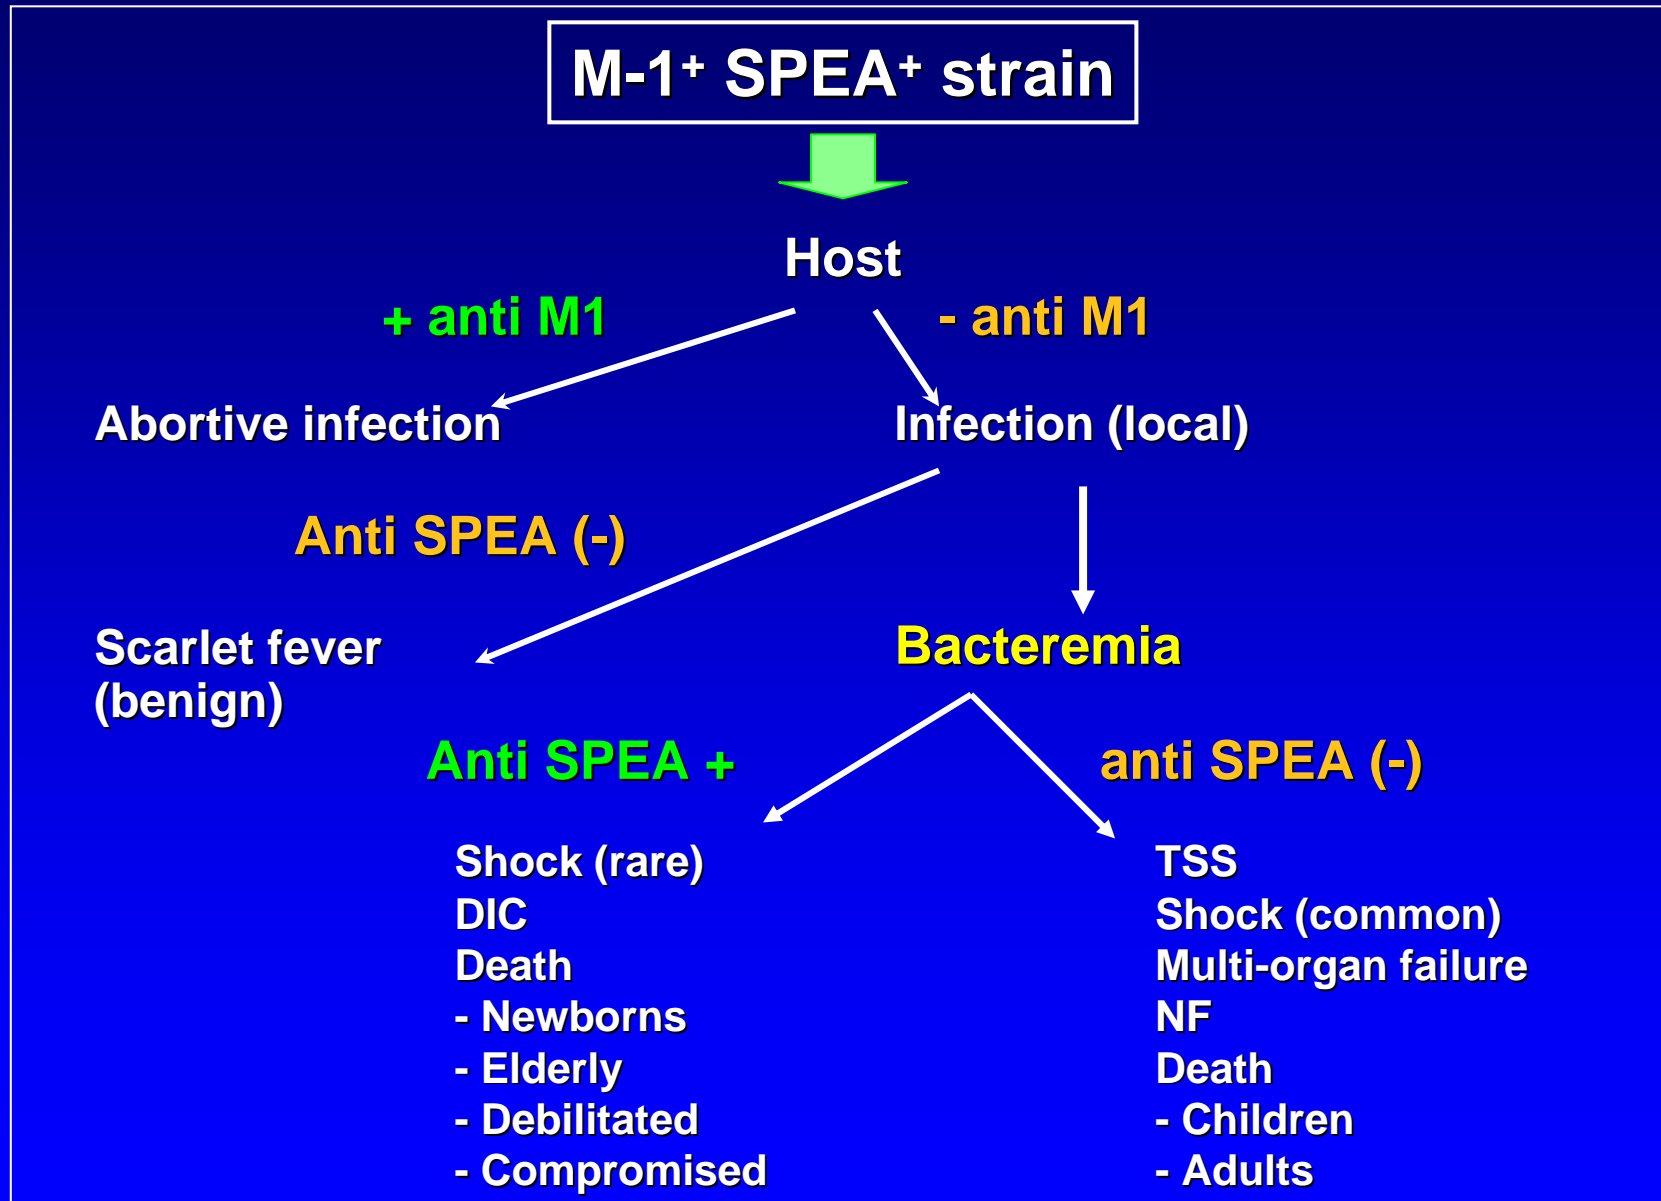 M-1+ SPEA+ strain
Host
+ anti M1
- anti M1
Abortive infection
Infection (local)
Anti SPEA (-)
Scarlet fever
(benign)
Bacteremia
Anti SPEA +
anti SPEA (-)
Shock (rare)
DIC
Death
- Newborns
- Elderly
- Debilitated
- Compromised
TSS
Shock (common)
Multi-organ failure
NF
Death
- Children
- Adults